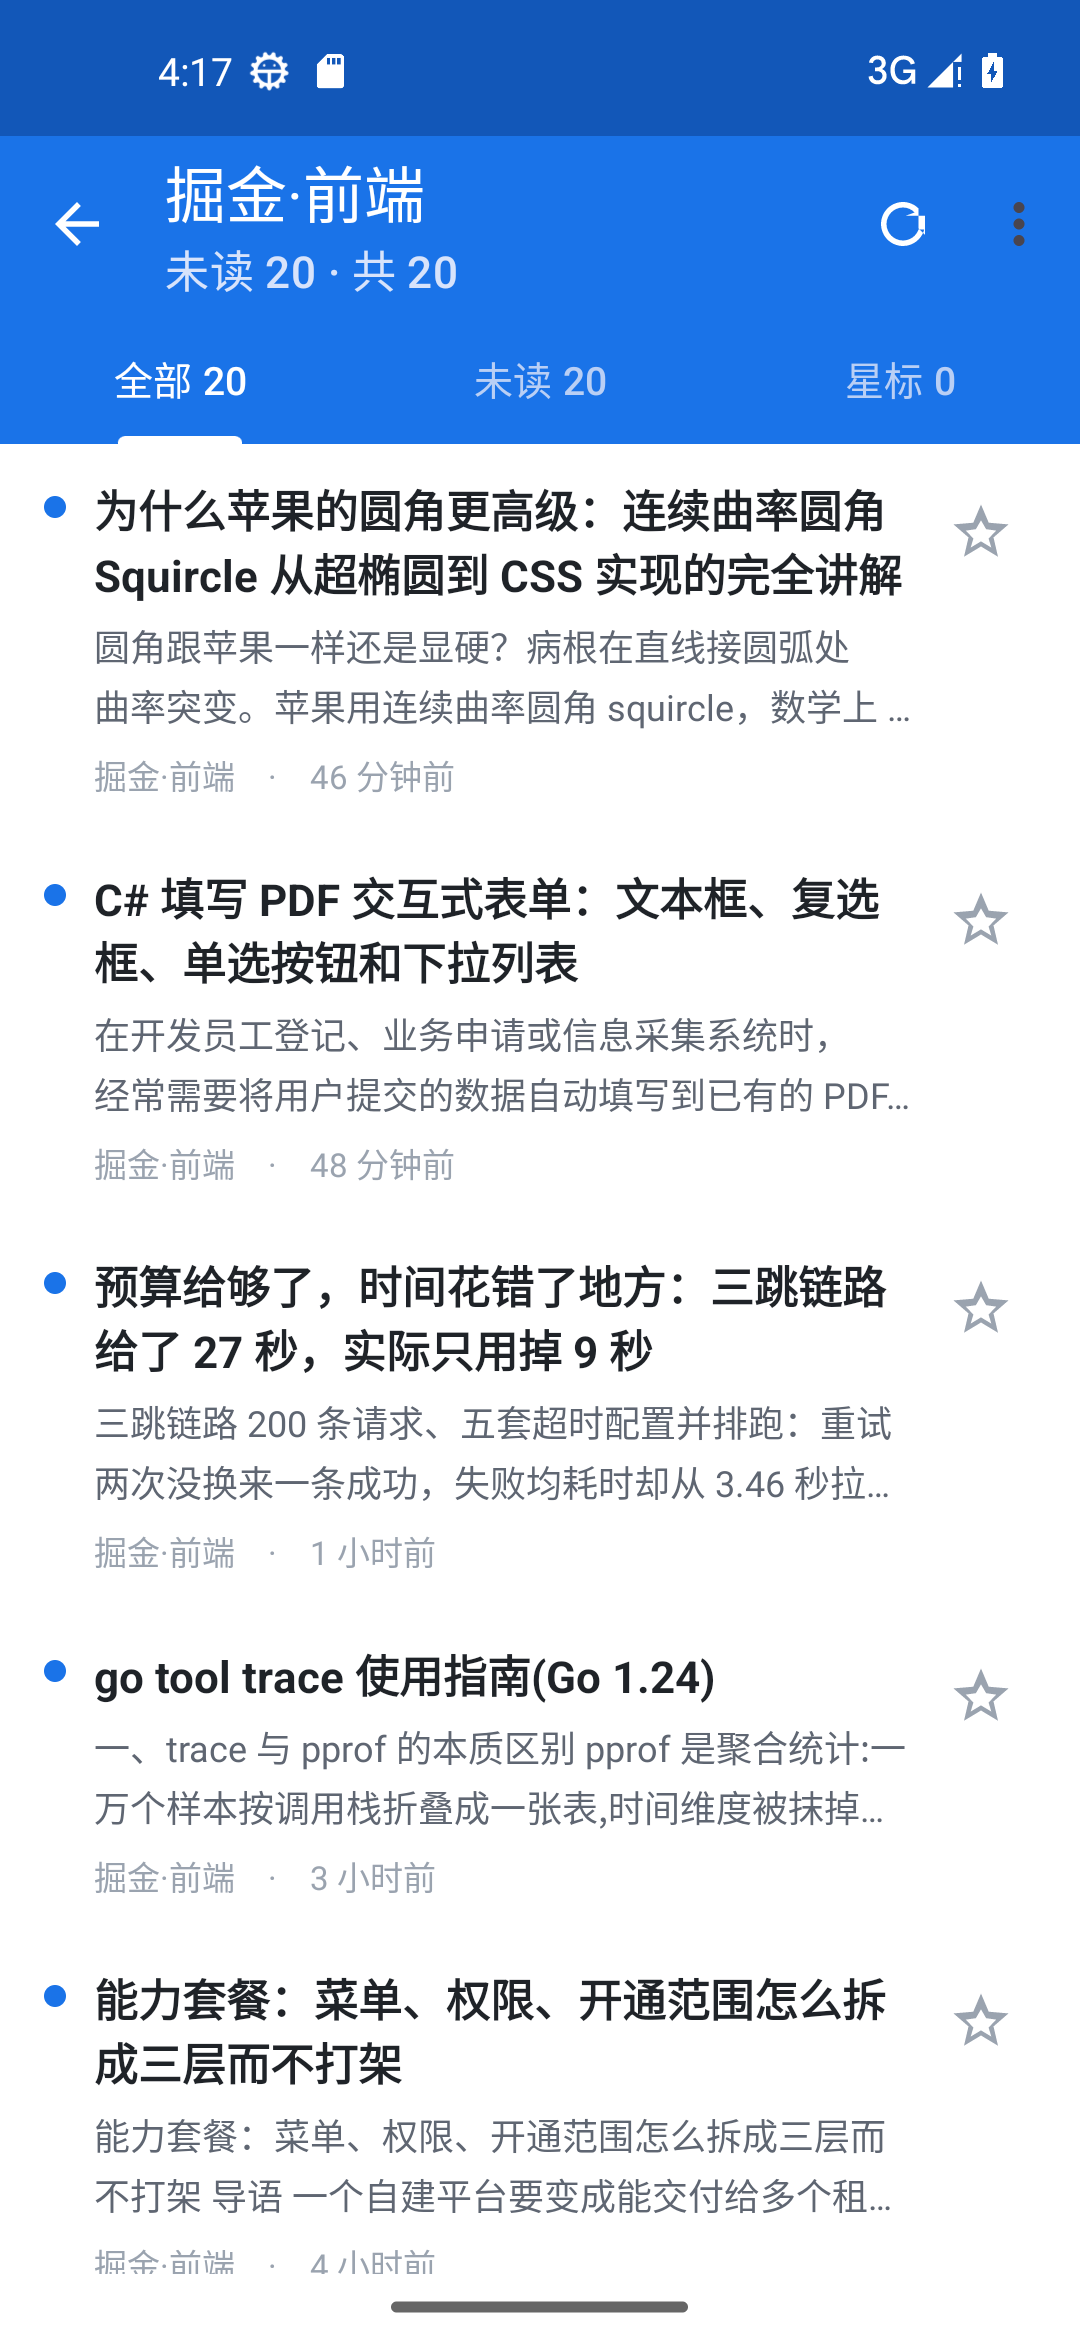 4:17
3G
掘金·前端
未读 20 · 共 20
全部 20
未读 20
星标 0
为什么苹果的圆角更高级：连续曲率圆角
Squircle 从超椭圆到 CSS 实现的完全讲解
圆角跟苹果一样还是显硬？病根在直线接圆弧处
曲率突变。苹果用连续曲率圆角 squircle，数学上 …
掘金·前端 · 46 分钟前
C# 填写 PDF 交互式表单：文本框、复选
框、单选按钮和下拉列表
在开发员工登记、业务申请或信息采集系统时，
经常需要将用户提交的数据自动填写到已有的 PDF…
掘金·前端 · 48 分钟前
预算给够了，时间花错了地方：三跳链路
给了 27 秒，实际只用掉 9 秒
三跳链路 200 条请求、五套超时配置并排跑：重试
两次没换来一条成功，失败均耗时却从 3.46 秒拉…
掘金·前端 · 1 小时前
go tool trace 使用指南(Go 1.24)
一、trace 与 pprof 的本质区别 pprof 是聚合统计:一
万个样本按调用栈折叠成一张表,时间维度被抹掉…
掘金·前端 · 3 小时前
能力套餐：菜单、权限、开通范围怎么拆
成三层而不打架
能力套餐：菜单、权限、开通范围怎么拆成三层而
不打架 导语 一个自建平台要变成能交付给多个租…
掘金·前端 · 4 小时前